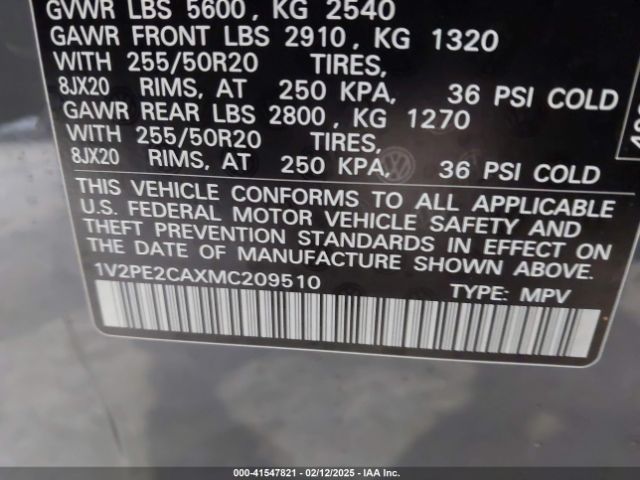 GVWR LBS 5600, KG 2540
GAWR FRONT LBS 2910, KG 1320
WITH 255/50R20 TIRES,
8JX20 RIMS, AT 250 KPA, 36 PSI COLD
GAWR REAR LBS 2800, KG 1270
WITH 255/50R20 TIRES,
8JX20 RIMS, AT 250 KPA, 36 PSI COLD
THIS VEHICLE CONFORMS TO ALL APPLICABLE
U.S. FEDERAL MOTOR VEHICLE SAFETY AND
THEFT PREVENTION STANDARDS IN EFFECT ON
THE DATE OF MANUFACTURE SHOWN ABOVE.
1V2PE2CAXMC209510 TYPE: MPV
000-41547821 - 02/12/2025 - IAA Inc.